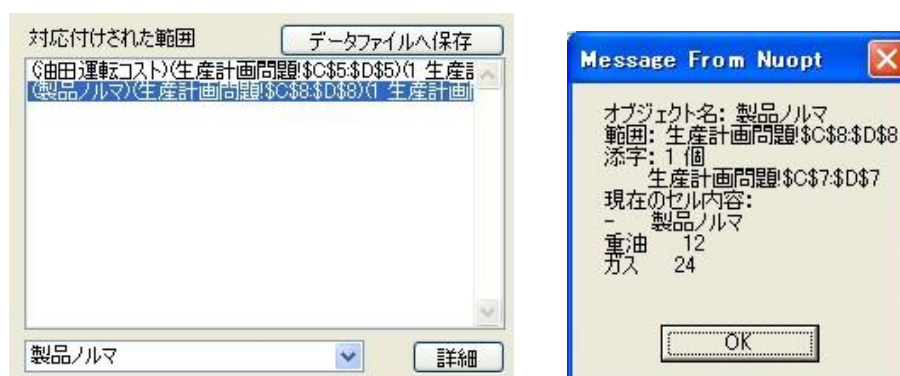 対応付けされた範囲
データファイルへ保存
(油田運転コスト)(生産計画問題!$C$5:$D$5)(1 生産計
(製品ノルマ)(生産計画問題!$C$8:$D$8)(1 生産計画
製品ノルマ
詳細
Message From Nuopt
オブジェクト名: 製品ノルマ
範囲: 生産計画問題!$C$8:$D$8
添字: 1 個
生産計画問題!$C$7:$D$7
現在のセル内容:
- 製品ノルマ
重油 12
ガス 24
OK